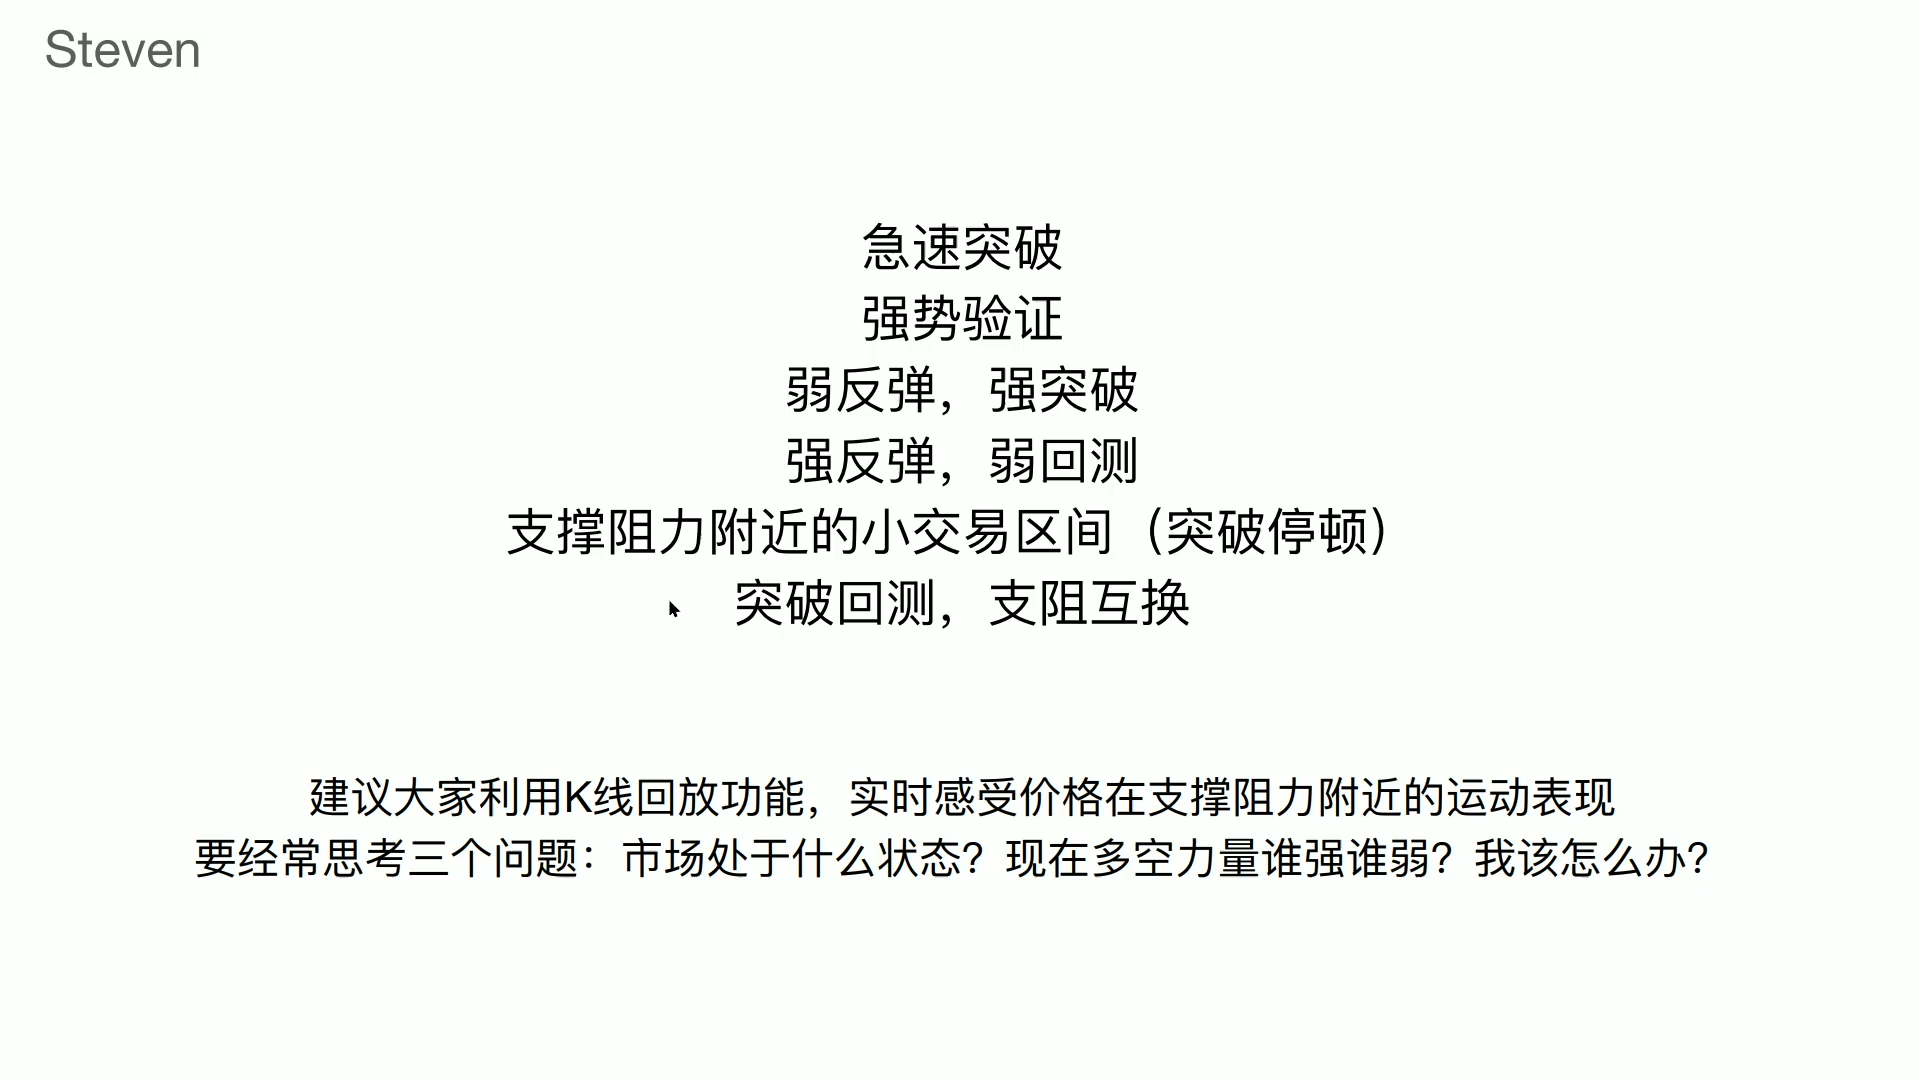 Steven
急速突破
强势验证
弱反弹，强突破
强反弹，弱回测
支撑阻力附近的小交易区间（突破停顿）
突破回测，支阻互换
建议大家利用K线回放功能，实时感受价格在支撑阻力附近的运动表现
要经常思考三个问题：市场处于什么状态？现在多空力量谁强谁弱？我该怎么办？